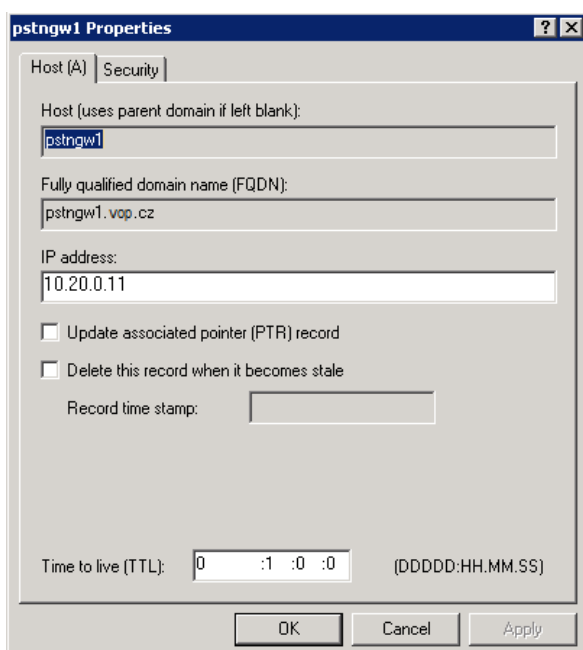 pstngw1 Properties
Host (A) Security
Host (uses parent domain if left blank):
pstngw1
Fully qualified domain name (FQDN):
pstngw1.vop.cz
IP address:
10.20.0.11
Update associated pointer (PTR) record
Delete this record when it becomes stale
Record time stamp:
Time to live (TTL): 0 :1 :0 :0 (DDDDD:HH.MM.SS)
OK Cancel Apply